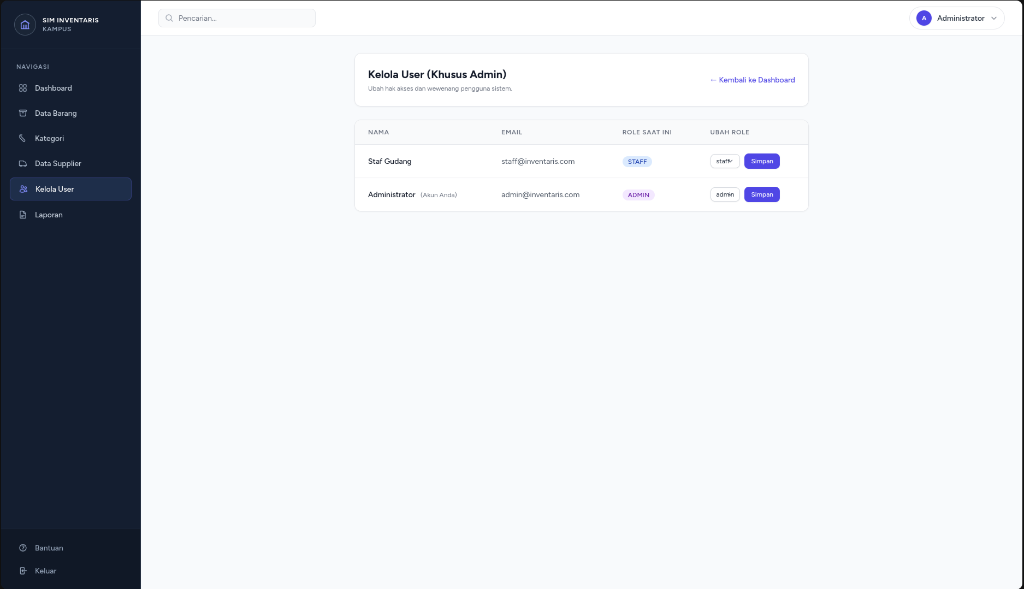 SIM INVENTARIS
KAMPUS
Pencarian...
A Administrator
NAVIGASI
Dashboard
Data Barang
Kategori
Data Supplier
Kelola User
Laporan
Bantuan
Keluar
Kelola User (Khusus Admin)
Ubah hak akses dan wewenang pengguna sistem.
← Kembali ke Dashboard
NAMA EMAIL ROLE SAAT INI UBAH ROLE
Staf Gudang staff@inventaris.com STAFF staff Simpan
Administrator (Akun Anda) admin@inventaris.com ADMIN admin Simpan